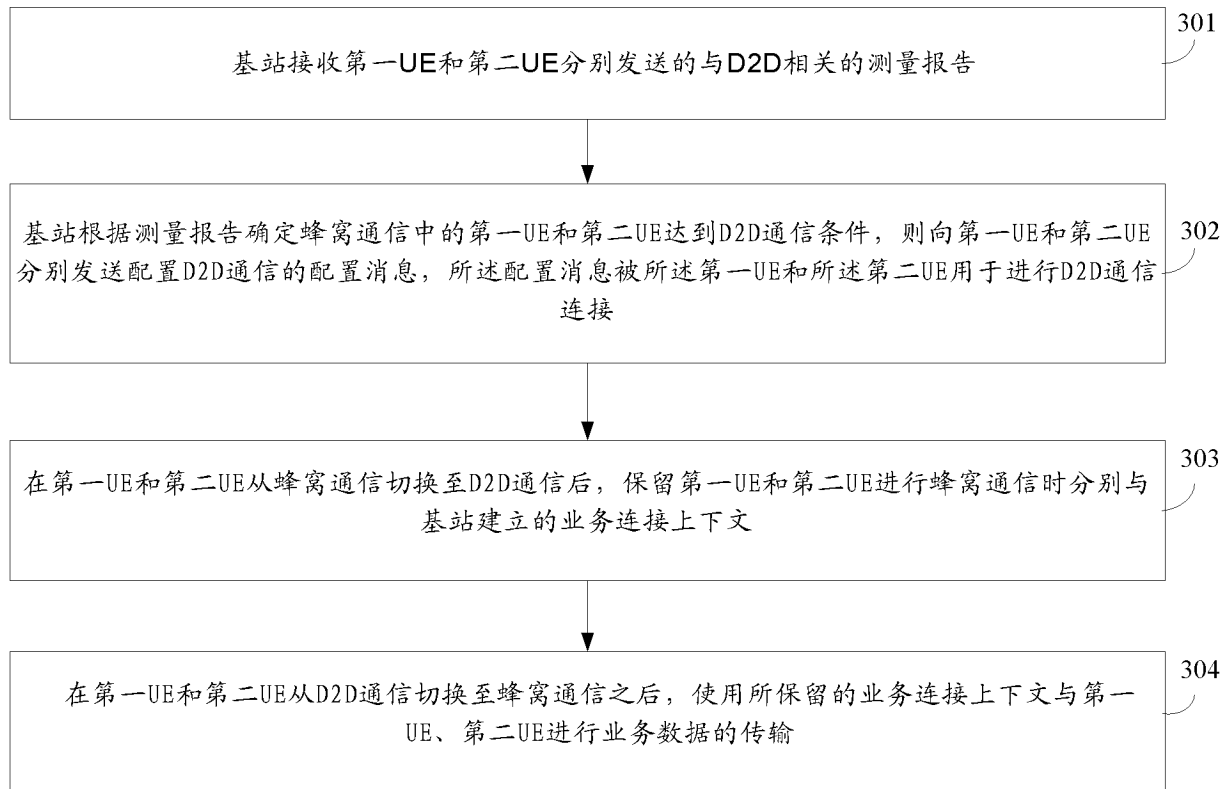 301
基站接收第一UE和第二UE分别发送的与D2D相关的测量报告
302
基站根据测量报告确定蜂窝通信中的第一UE和第二UE达到D2D通信条件，则向第一UE和第二UE
分别发送配置D2D通信的配置消息，所述配置消息被所述第一UE和所述第二UE用于进行D2D通信
连接
303
在第一UE和第二UE从蜂窝通信切换至D2D通信后，保留第一UE和第二UE进行蜂窝通信时分别与
基站建立的业务连接上下文
304
在第一UE和第二UE从D2D通信切换至蜂窝通信之后，使用所保留的业务连接上下文与第一
UE、第二UE进行业务数据的传输